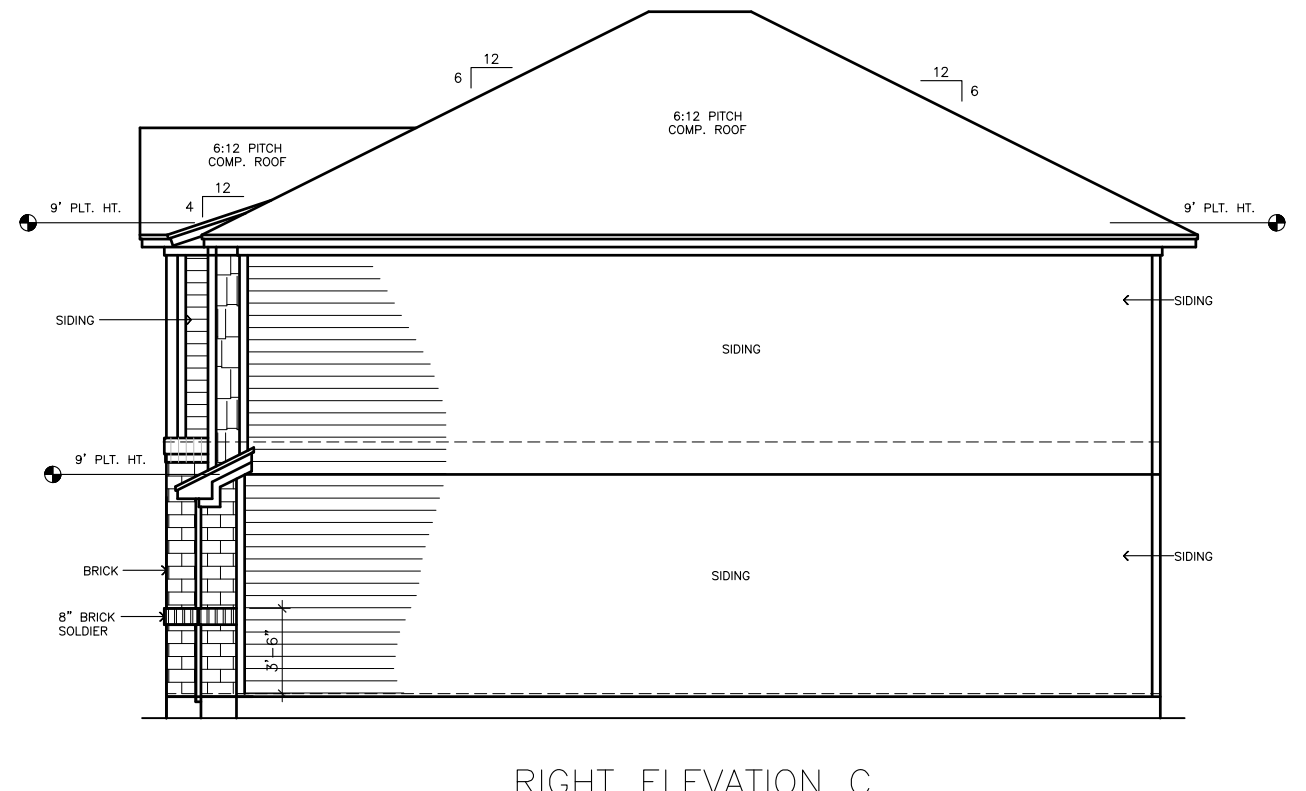 12
6
12
6
6:12 PITCH
COMP. ROOF
6:12 PITCH
COMP. ROOF
12
4
9' PLT. HT.
9' PLT. HT.
SIDING
SIDING
SIDING
9' PLT. HT.
SIDING
BRICK
SIDING
8" BRICK
SOLDIER
3'-6"
RIGHT ELEVATION C